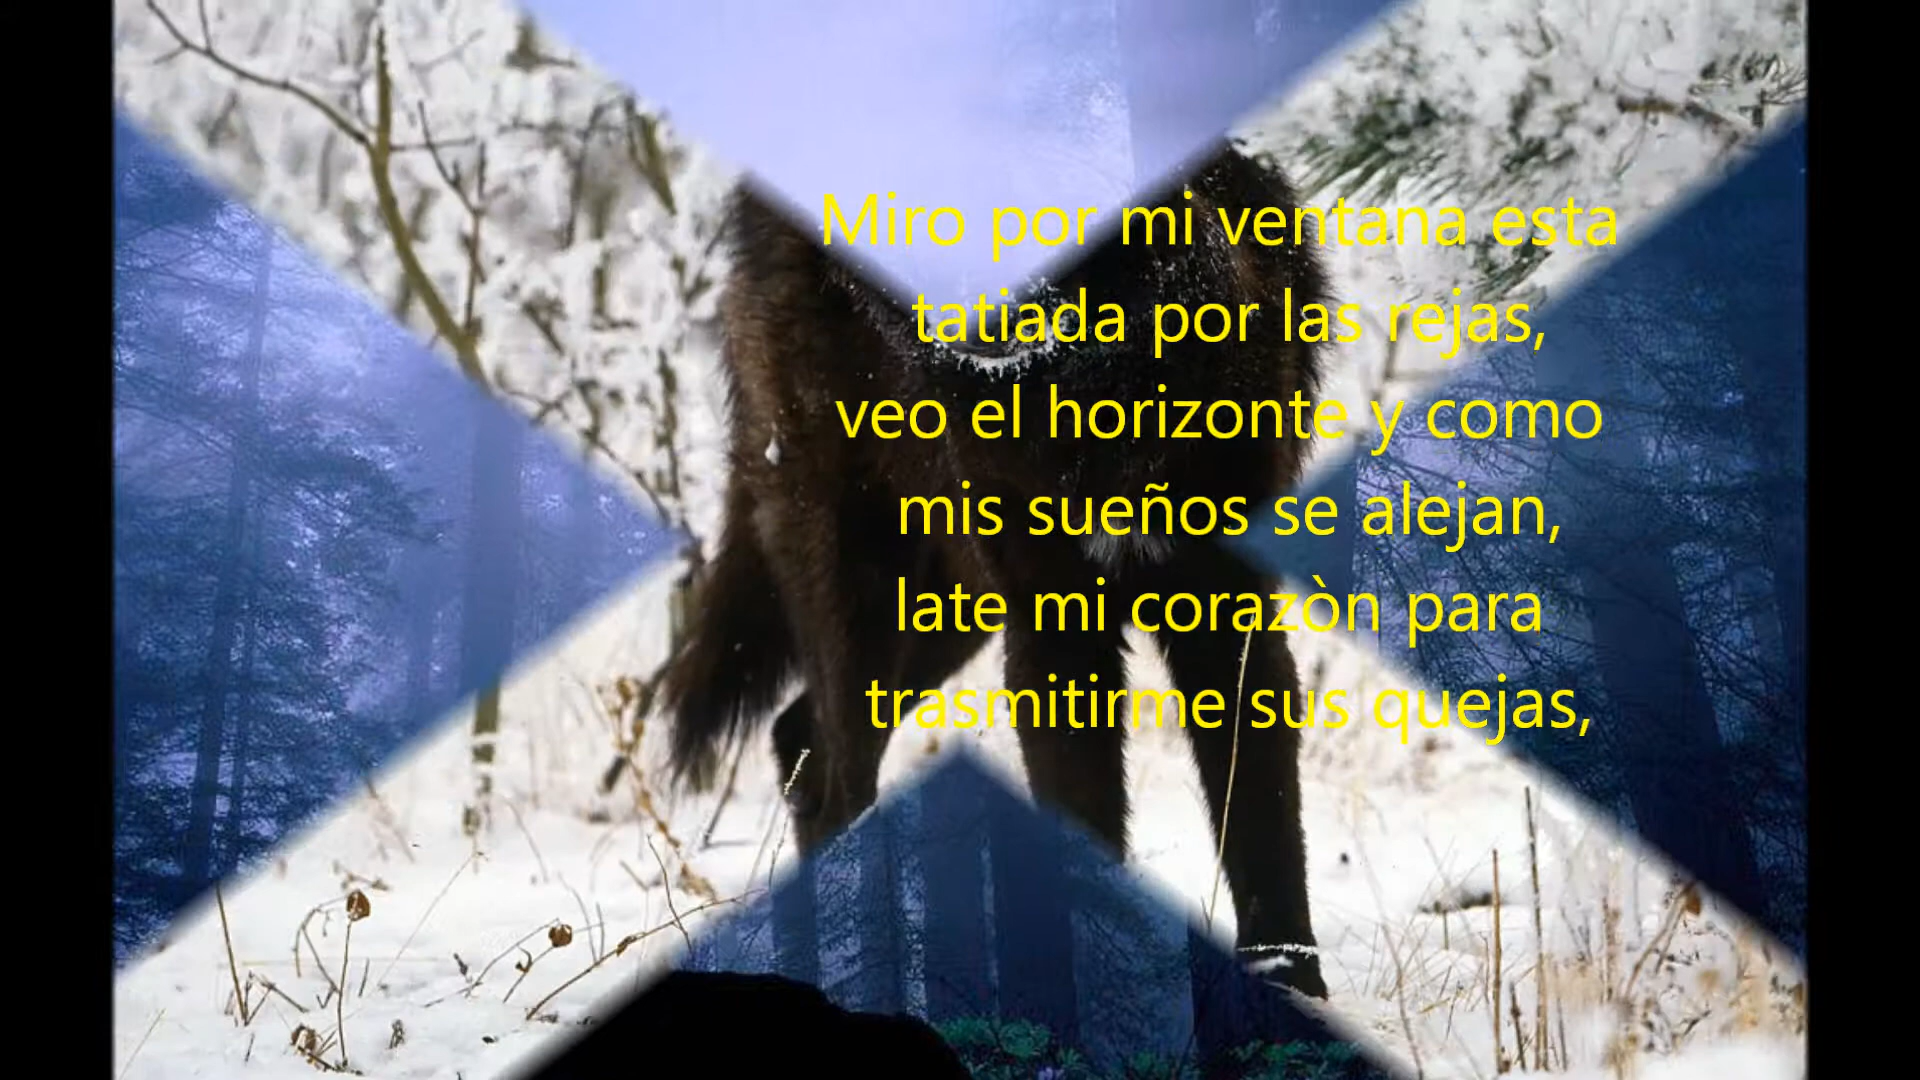 Miro por mi ventana esta
tatiada por las rejas,
veo el horizonte y como
mis sueños se alejan,
late mi corazòn para
trasmitirme sus quejas,